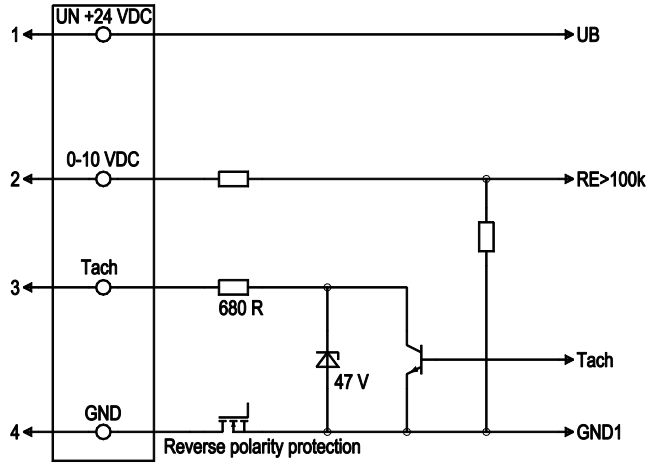 UN +24 VDC
1
UB
0-10 VDC
2
RE>100k
Tach
3
680 R
47 V
Tach
GND
4
GND1
Reverse polarity protection